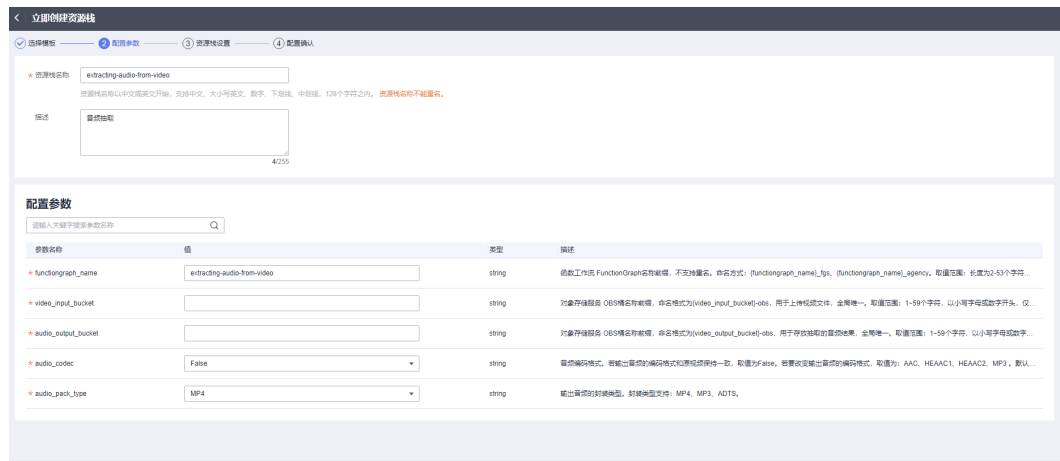 < 立即创建资源栈
选择模板 2 配置参数 3 资源栈设置 4 配置确认
* 资源栈名称 extracting-audio-from-video
资源栈名称以中文或英文开始，支持中文、大小写英文、数字、下划线、中划线，128个字符之内。 资源栈名称不能重名。
描述 音频抽取
4/255
配置参数
请输入关键字搜索参数名称
参数名称 值 类型 描述
* functiongraph_name extracting-audio-from-video string 函数工作流 FunctionGraph名称前缀，不支持重名。命名方式：{functiongraph_name}_fgs、{functiongraph_name}_agency。取值范围：长度为2-53个字符...
* video_input_bucket string 对象存储服务 OBS桶名称前缀，命名格式为{video_input_bucket}-obs，用于上传视频文件，全局唯一。取值范围：1~59个字符，以小写字母或数字开头，仅...
* audio_output_bucket string 对象存储服务 OBS桶名称前缀，命名格式为{video_output_bucket}-obs，用于存放抽取的音频结果，全局唯一。取值范围：1~59个字符，以小写字母或数字...
* audio_codec False string 音频编码格式。若输出音频的编码格式和原视频保持一致，取值为False。若要改变输出音频的编码格式，取值为：AAC、HEAAC1、HEAAC2、MP3 。默认...
* audio_pack_type MP4 string 输出音频的封装类型。封装类型支持：MP4、MP3、ADTS。